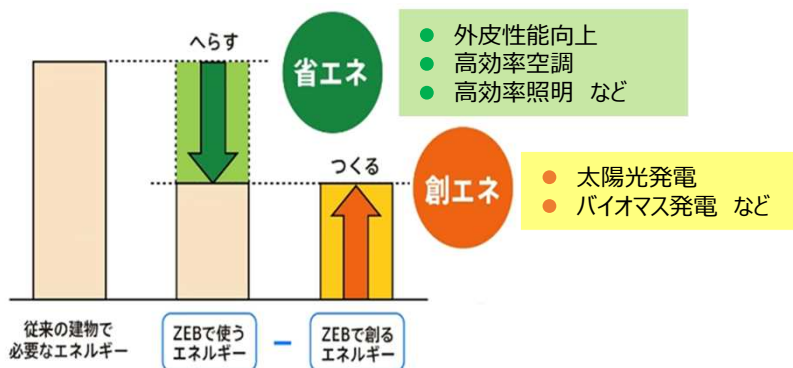 へらす
省エネ
● 外皮性能向上
● 高効率空調
● 高効率照明 など
つくる
創エネ
● 太陽光発電
● バイオマス発電 など
従来の建物で
必要なエネルギー
ZEBで使う
エネルギー
−
ZEBで創る
エネルギー